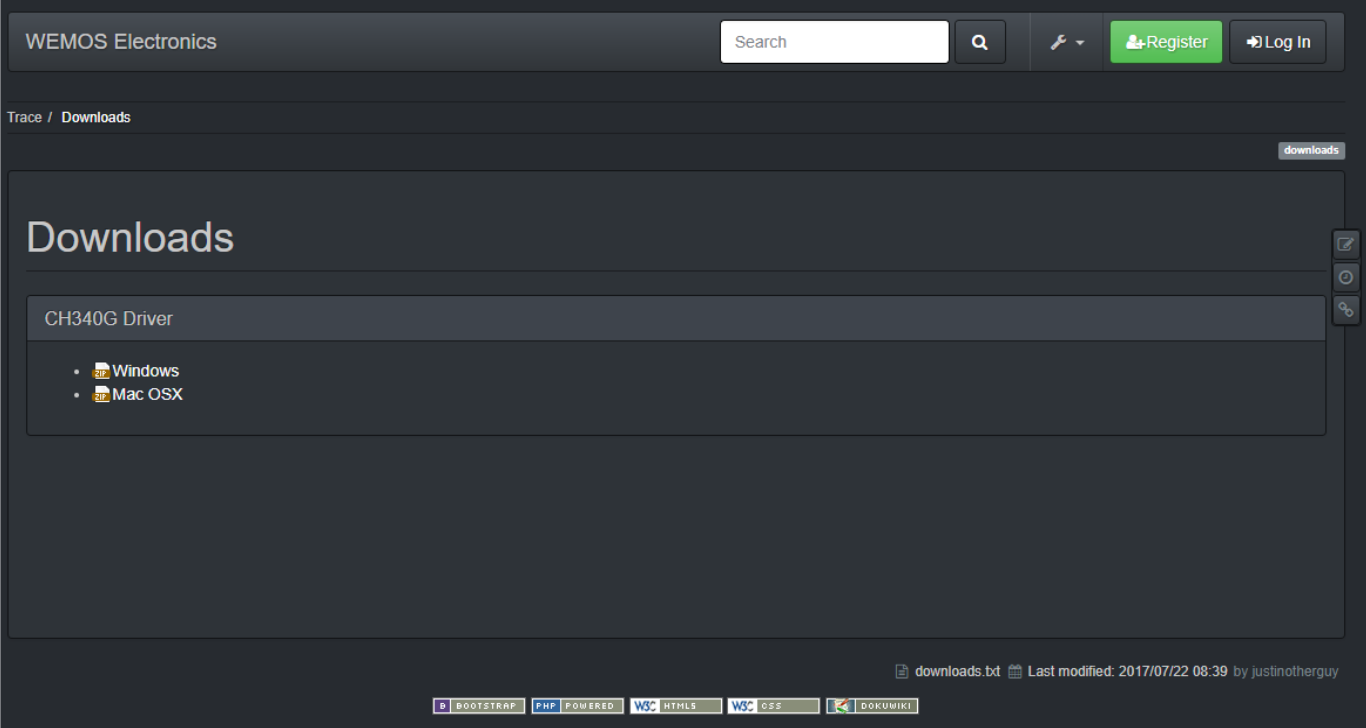 WEMOS Electronics Search Register Log In
Trace / Downloads
downloads
Downloads
CH340G Driver
• ZIP Windows
• ZIP Mac OSX
downloads.txt Last modified: 2017/07/22 08:39 by justinotherguy
B BOOTSTRAP PHP POWERED W3C HTML5 W3C CSS DOKUWIKI